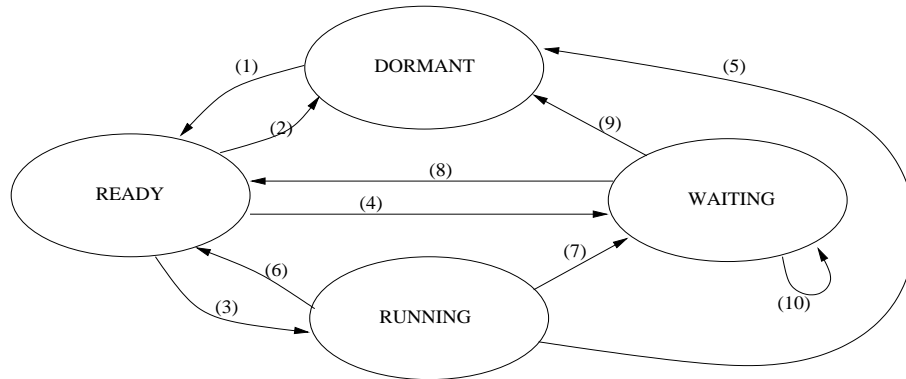 (1)
DORMANT
(5)
(2)
(9)
READY
(8)
WAITING
(4)
(7)
(6)
(3)
(10)
RUNNING